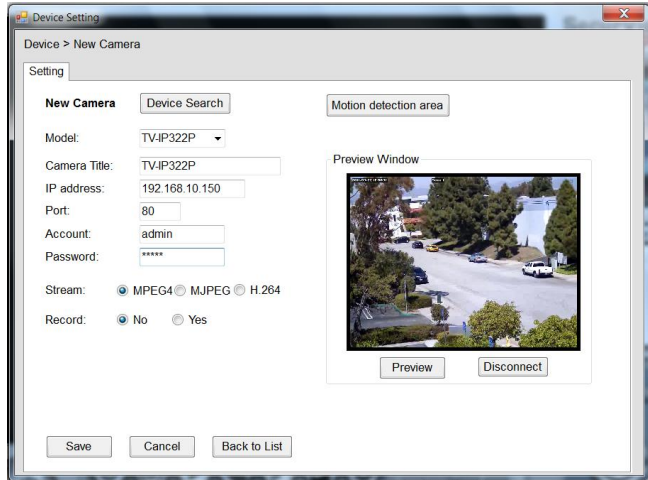 Device Setting
Device > New Camera
Setting
New Camera
Device Search
Motion detection area
Model:
TV-IP322P
Camera Title:
TV-IP322P
IP address:
192.168.10.150
Port:
80
Account:
admin
Password:
*****
Stream:
MPEG4 MJPEG H.264
Record:
No Yes
Preview Window
Preview
Disconnect
Save
Cancel
Back to List